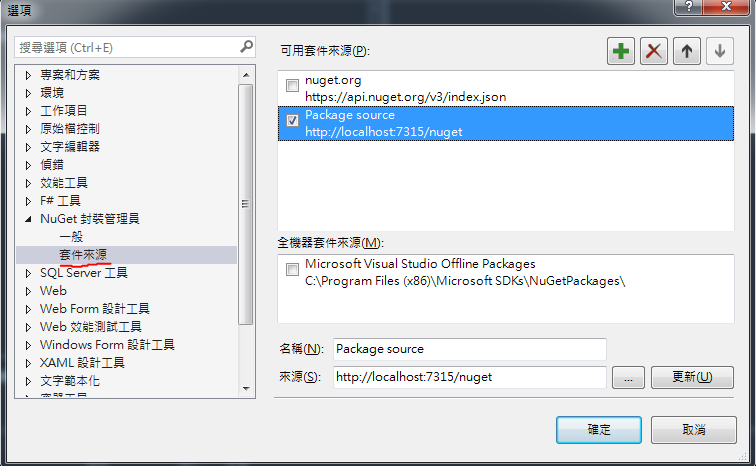 選項
搜尋選項 (Ctrl+E)
專案和方案
環境
工作項目
原始檔控制
文字編輯器
偵錯
效能工具
F# 工具
NuGet 封裝管理員
一般
套件來源
SQL Server 工具
Web
Web Form 設計工具
Web 效能測試工具
Windows Form 設計工具
XAML 設計工具
文字範本化
可用套件來源(P):
nuget.org
https://api.nuget.org/v3/index.json
Package source
http://localhost:7315/nuget
全機器套件來源(M):
Microsoft Visual Studio Offline Packages
C:\Program Files (x86)\Microsoft SDKs\NuGetPackages\
名稱(N): Package source
來源(S): http://localhost:7315/nuget ... 更新(U)
確定 取消